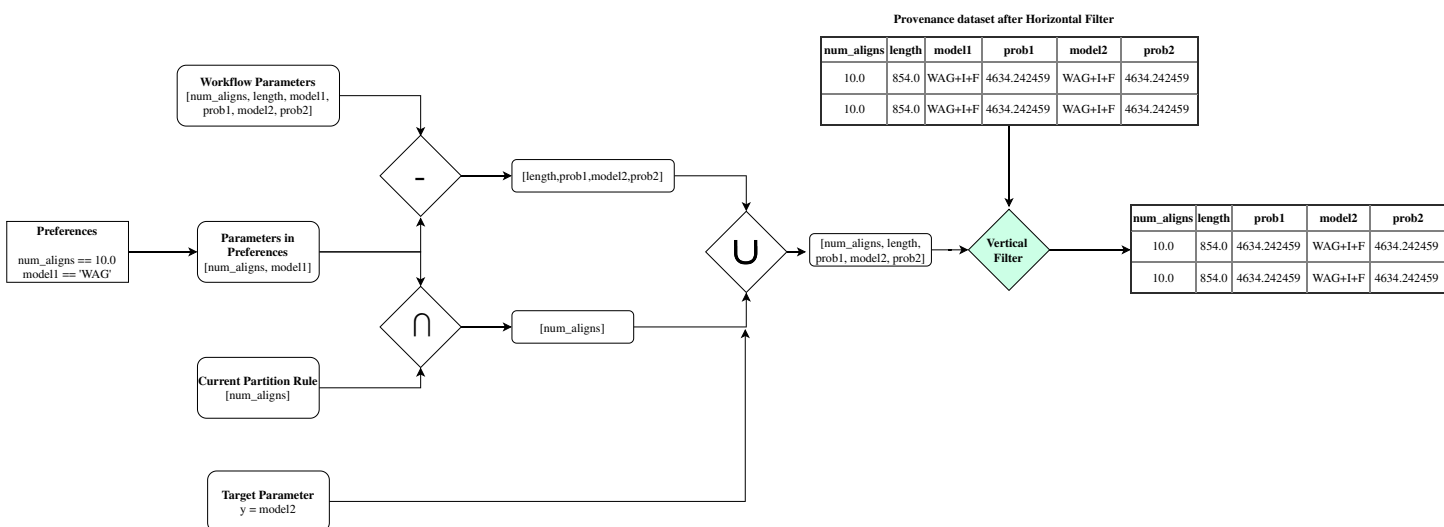 Provenance dataset after Horizontal Filter
num_aligns length model1 prob1 model2 prob2
10.0 854.0 WAG+I+F 4634.242459 WAG+I+F 4634.242459
10.0 854.0 WAG+I+F 4634.242459 WAG+I+F 4634.242459
Workflow Parameters
[num_aligns, length, model1,
prob1, model2, prob2]
-
[length,prob1,model2,prob2]
Preferences
num_aligns == 10.0
model1 == 'WAG'
Parameters in
Preferences
[num_aligns, model1]
∩
[num_aligns]
Current Partition Rule
[num_aligns]
Target Parameter
y = model2
∪
[num_aligns, length,
prob1, model2, prob2]
Vertical
Filter
num_aligns length prob1 model2 prob2
10.0 854.0 4634.242459 WAG+I+F 4634.242459
10.0 854.0 4634.242459 WAG+I+F 4634.242459